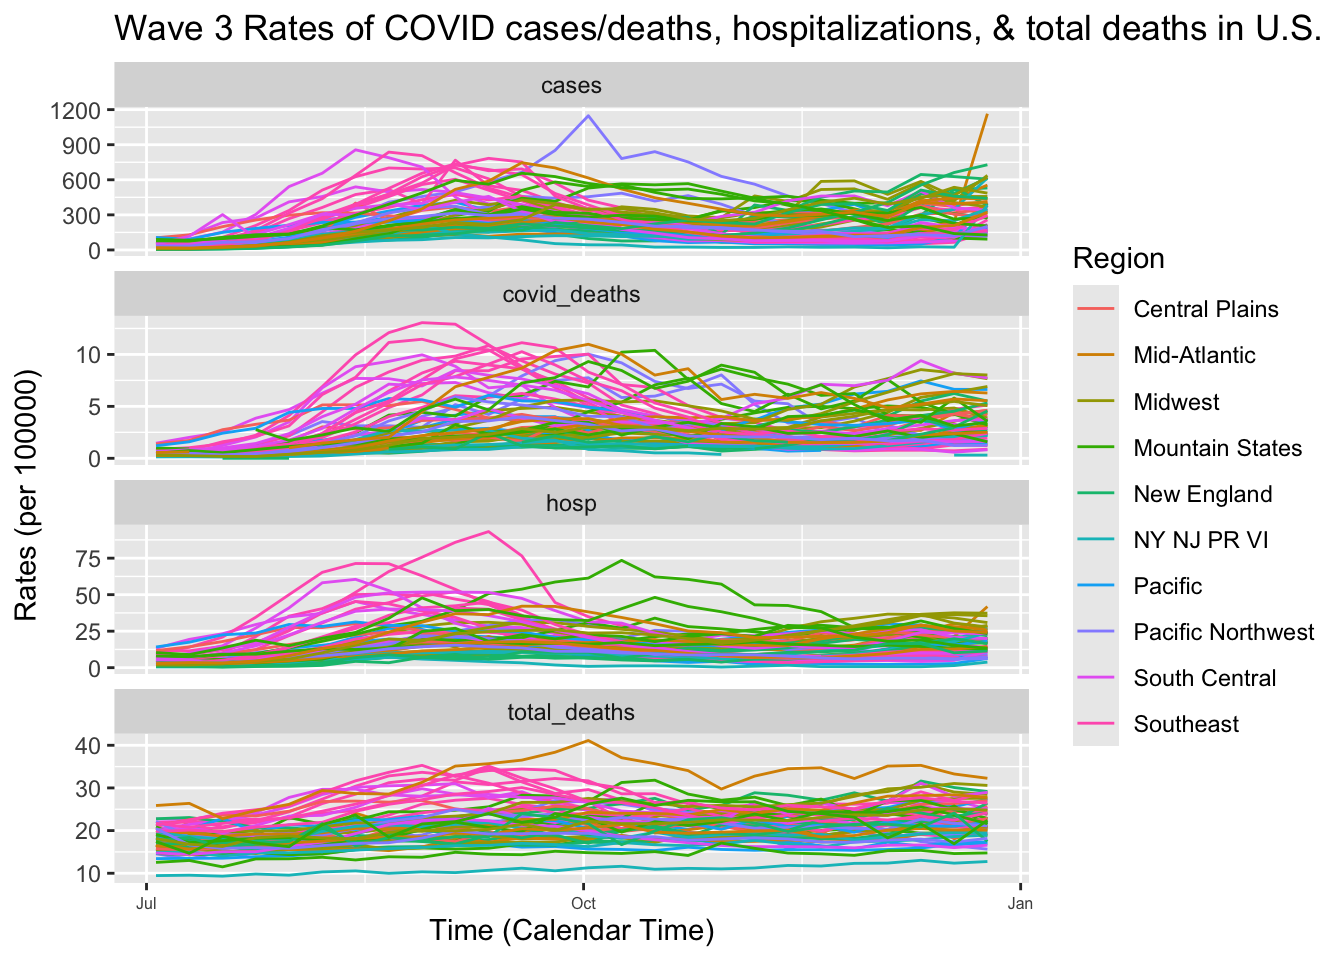 Wave 3 Rates of COVID cases/deaths, hospitalizations, & total deaths in U.S.
cases
1200
900
600
300
0
covid_deaths
10
5
0
hosp
75
50
25
0
total_deaths
40
30
20
10
Jul
Oct
Jan
Time (Calendar Time)
Rates (per 100000)
Region
Central Plains
Mid-Atlantic
Midwest
Mountain States
New England
NY NJ PR VI
Pacific
Pacific Northwest
South Central
Southeast